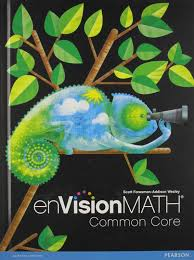 Scott Foresman-Addison Wesley
enVisionMATH®
Common Core
PEARSON